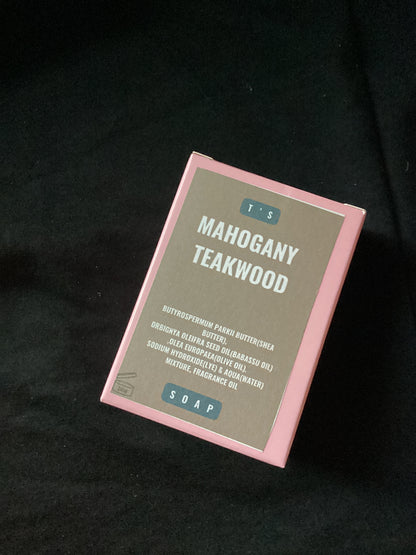 T'S
MAHOGANY
TEAKWOOD
BUTYROSPERMUM PARKII BUTTER(SHEA
BUTTER),
ORBIGNYA OLEIFRA SEED OIL(BABASSU OIL)
,OLEA EUROPAEA(OLIVE OIL),
SODIUM HYDROXIDE(LYE) & AQUA(WATER)
MIXTURE, FRAGRANCE OIL
SOAP